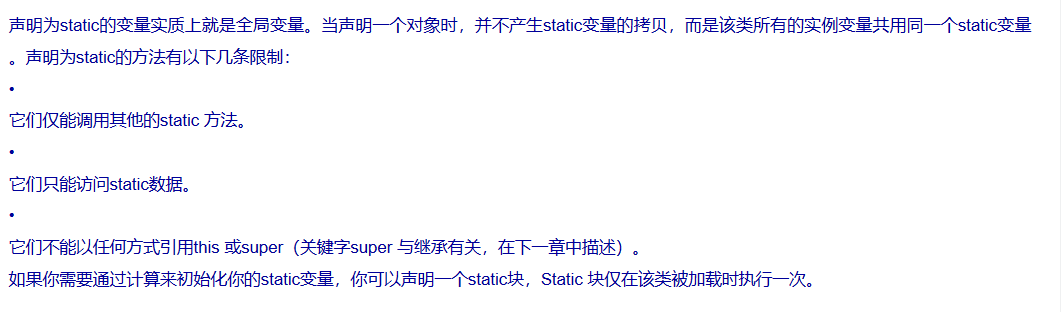 声明为static的变量实质上就是全局变量。当声明一个对象时，并不产生static变量的拷贝，而是该类所有的实例变量共用同一个static变量
。声明为static的方法有以下几条限制：
•
它们仅能调用其他的static 方法。
•
它们只能访问static数据。
•
它们不能以任何方式引用this 或super（关键字super 与继承有关，在下一章中描述）。
如果你需要通过计算来初始化你的static变量，你可以声明一个static块，Static 块仅在该类被加载时执行一次。